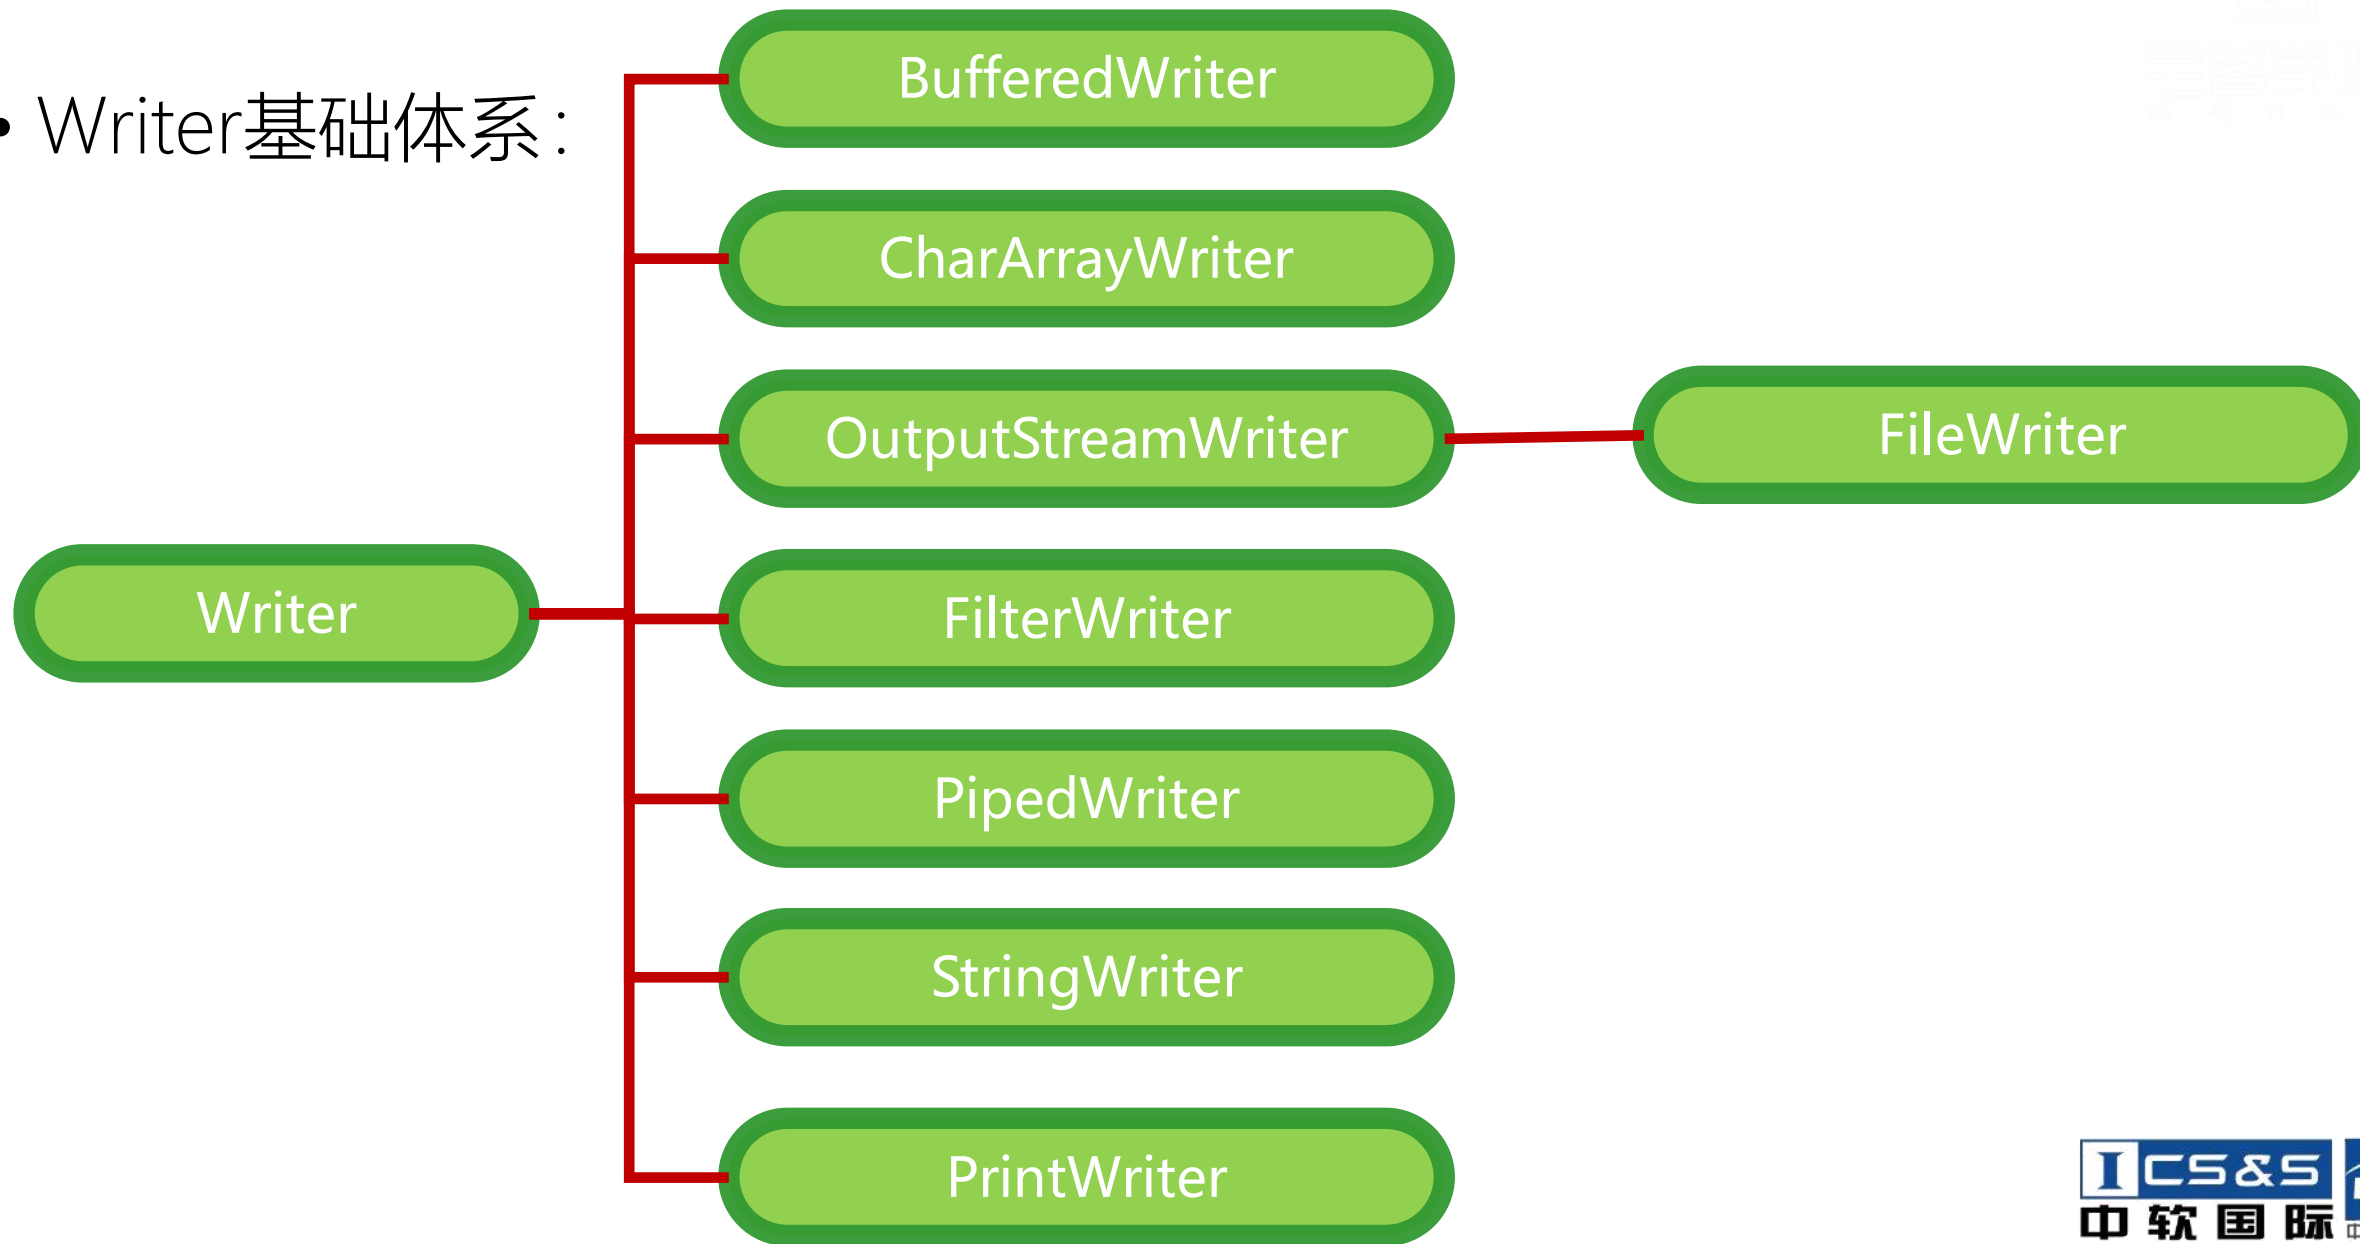 • Writer基础体系：
BufferedWriter
CharArrayWriter
OutputStreamWriter
FileWriter
Writer
FilterWriter
PipedWriter
StringWriter
PrintWriter
ICS&S
中软国际